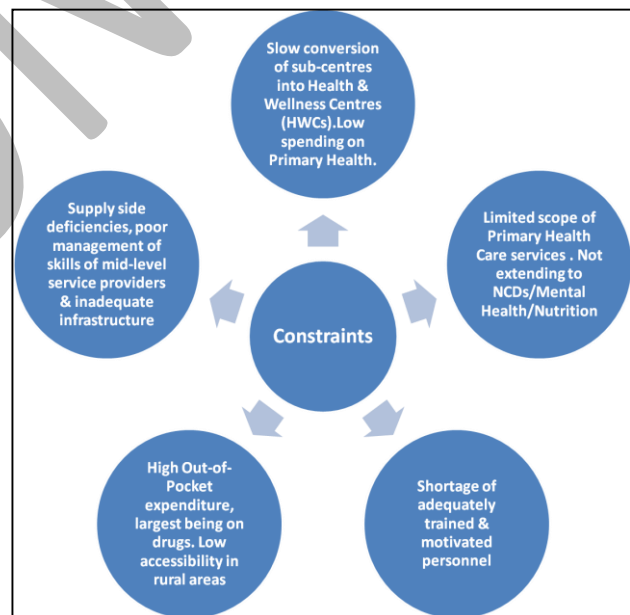 Slow conversion
of sub-centres
into Health &
Wellness Centres
(HWCs).Low
spending on
Primary Health.
Supply side
deficiencies, poor
management of
skills of mid-level
service providers
& inadequate
infrastructure
Limited scope of
Primary Health
Care services . Not
extending to
NCDs/Mental
Health/Nutrition
Constraints
High Out-of-
Pocket
expenditure,
largest being on
drugs. Low
accessibility in
rural areas
Shortage of
adequately
trained &
motivated
personnel